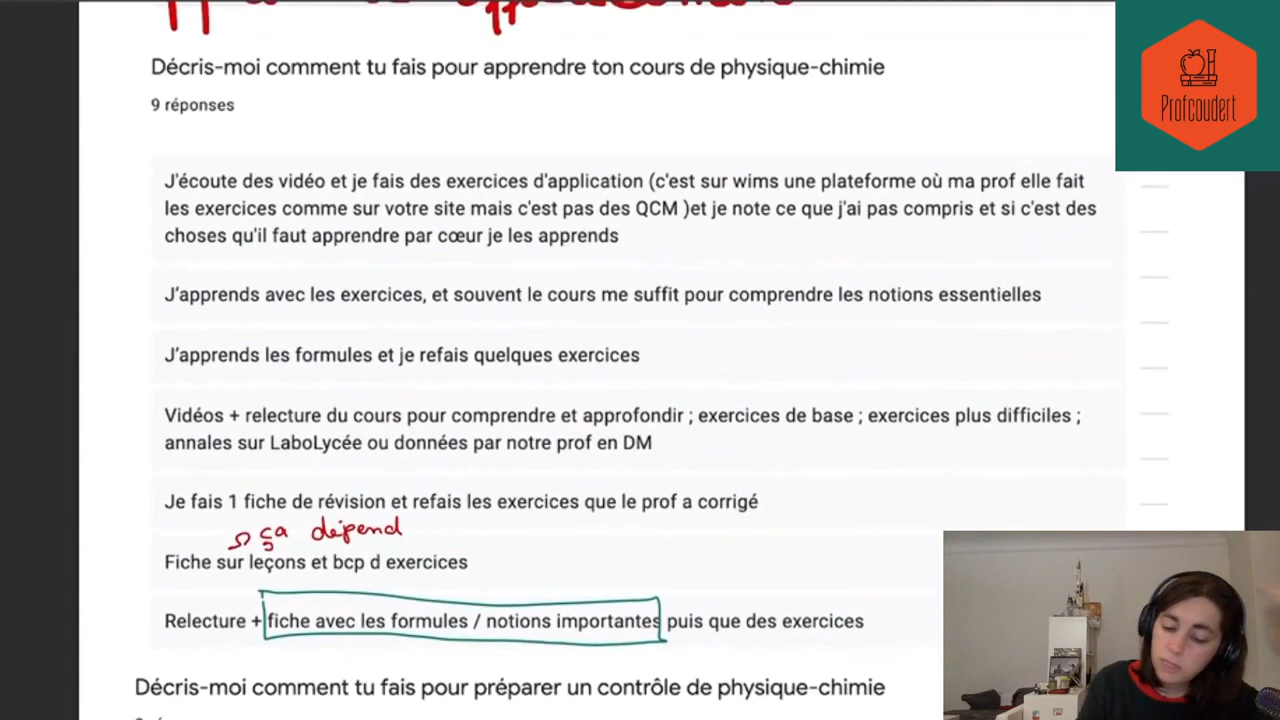 Décris-moi comment tu fais pour apprendre ton cours de physique-chimie
9 réponses
Profcoudert
J'écoute des vidéo et je fais des exercices d'application (c'est sur wims une plateforme où ma prof elle fait
les exercices comme sur votre site mais c'est pas des QCM )et je note ce que j'ai pas compris et si c'est des
choses qu'il faut apprendre par cœur je les apprends
J'apprends avec les exercices, et souvent le cours me suffit pour comprendre les notions essentielles
J'apprends les formules et je refais quelques exercices
Vidéos + relecture du cours pour comprendre et approfondir ; exercices de base ; exercices plus difficiles ;
annales sur LaboLycée ou données par notre prof en DM
Je fais 1 fiche de révision et refais les exercices que le prof a corrigé
ça dépend
Fiche sur leçons et bcp d exercices
Relecture + fiche avec les formules / notions importantes puis que des exercices
Décris-moi comment tu fais pour préparer un contrôle de physique-chimie